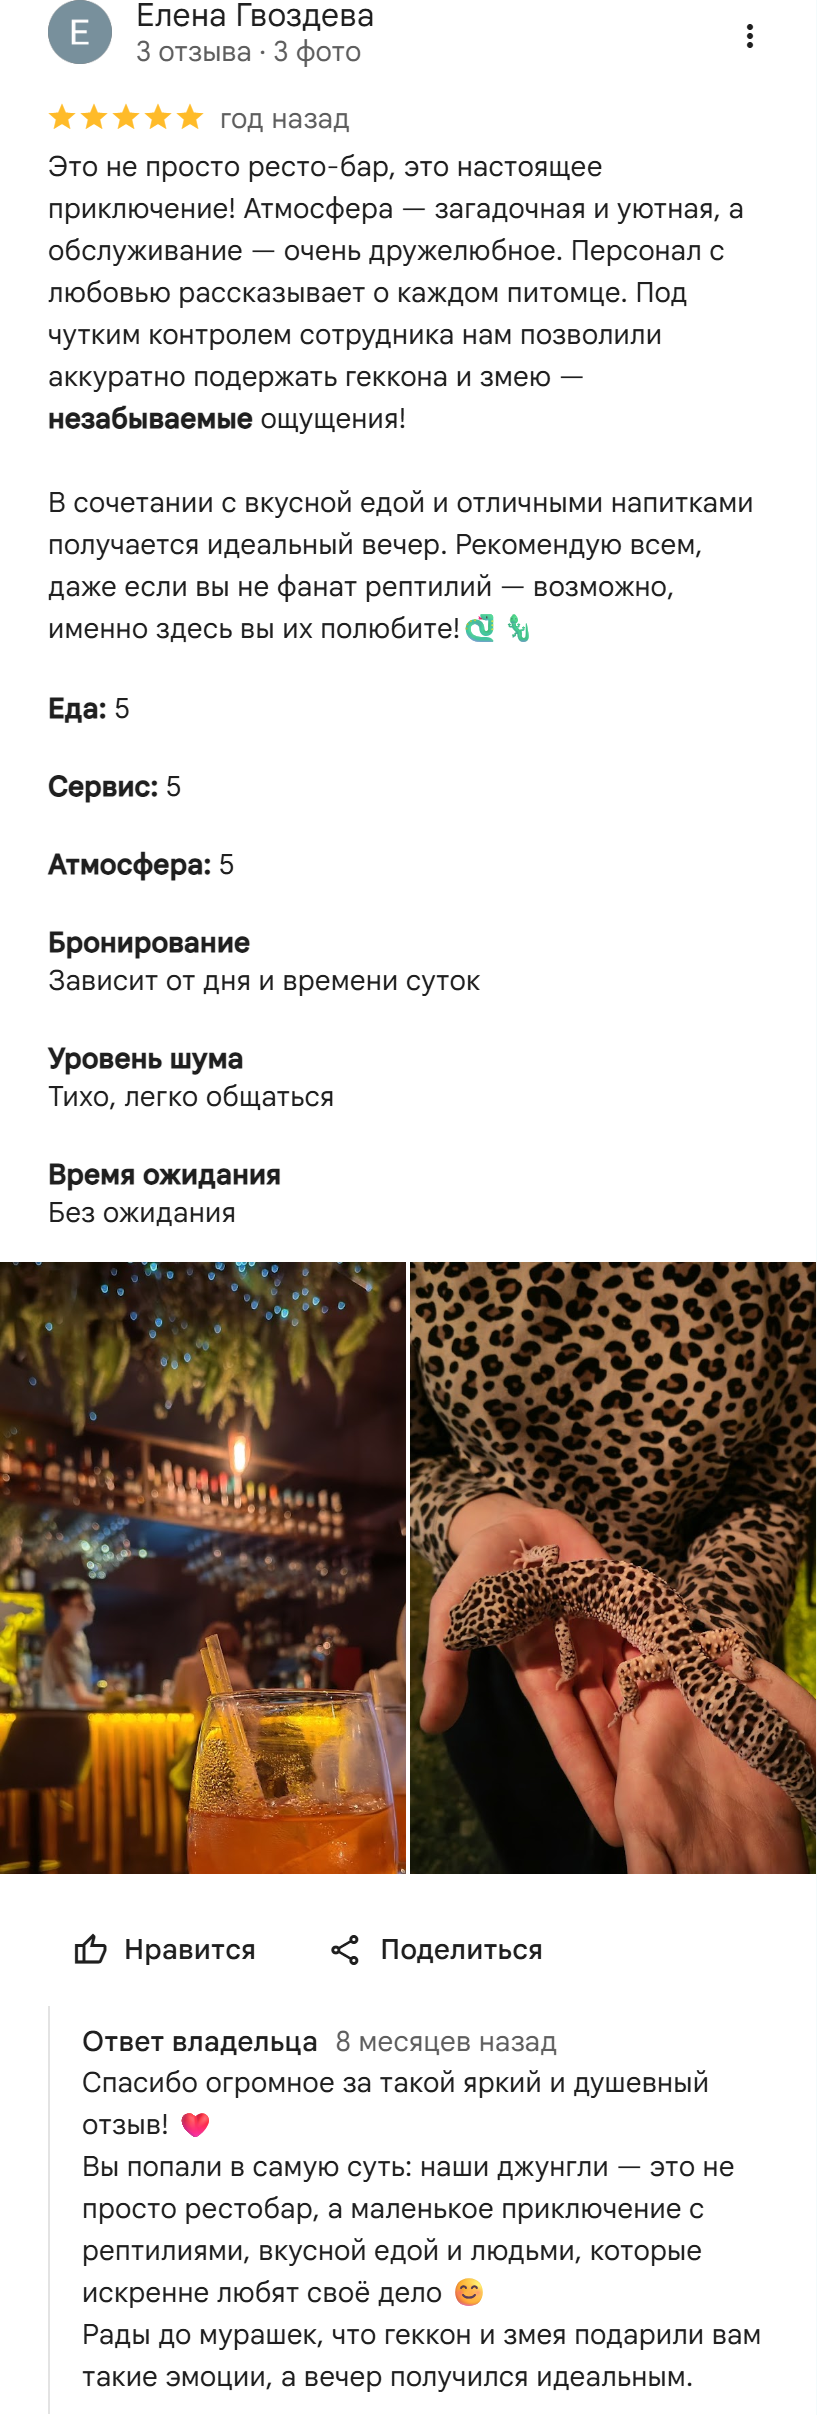 E
Елена Гвоздева
3 отзыва · 3 фото
год назад
Это не просто ресто-бар, это настоящее
приключение! Атмосфера — загадочная и уютная, а
обслуживание — очень дружелюбное. Персонал с
любовью рассказывает о каждом питомце. Под
чутким контролем сотрудника нам позволили
аккуратно подержать геккона и змею —
незабываемые ощущения!
В сочетании с вкусной едой и отличными напитками
получается идеальный вечер. Рекомендую всем,
даже если вы не фанат рептилий — возможно,
именно здесь вы их полюбите!🐍 🦎
Еда: 5
Сервис: 5
Атмосфера: 5
Бронирование
Зависит от дня и времени суток
Уровень шума
Тихо, легко общаться
Время ожидания
Без ожидания
Нравится
Поделиться
Ответ владельца 8 месяцев назад
Спасибо огромное за такой яркий и душевный
отзыв! ❤️
Вы попали в самую суть: наши джунгли — это не
просто рестобар, а маленькое приключение с
рептилиями, вкусной едой и людьми, которые
искренне любят своё дело 😊
Рады до мурашек, что геккон и змея подарили вам
такие эмоции, а вечер получился идеальным.